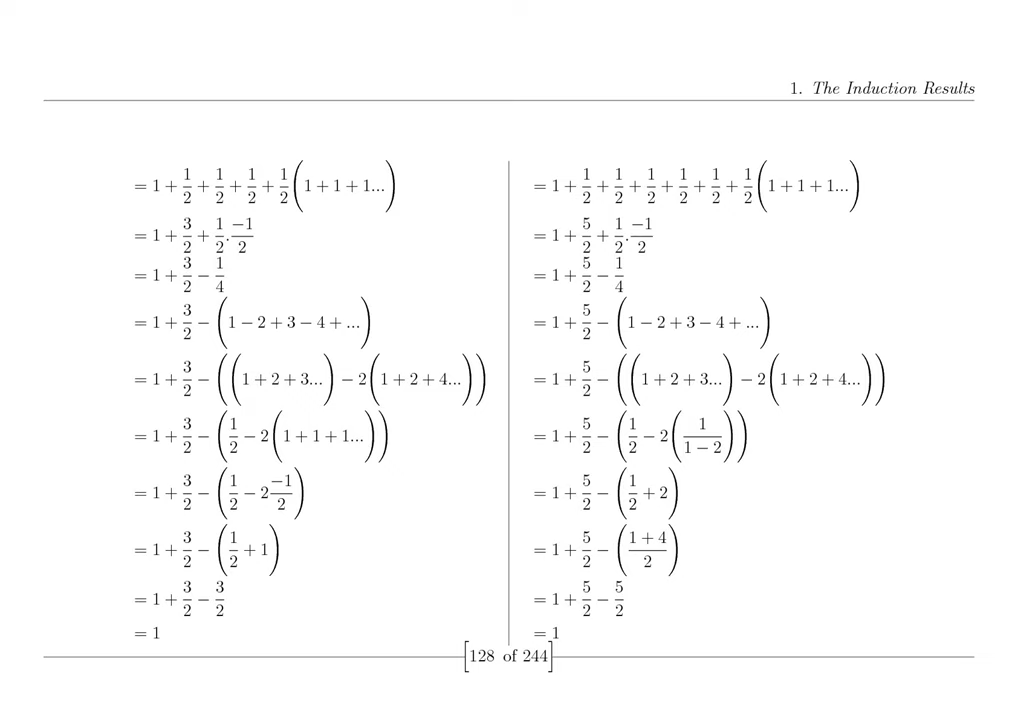 1. The Induction Results
= 1 + 1/2 + 1/2 + 1/2 + 1/2 (1 + 1 + 1...)
= 1 + 3/2 + 1/2 . −1/2
= 1 + 3/2 − 1/4
= 1 + 3/2 − (1 − 2 + 3 − 4 + ...)
= 1 + 3/2 − ((1 + 2 + 3...) − 2(1 + 2 + 4...))
= 1 + 3/2 − (1/2 − 2(1 + 1 + 1...))
= 1 + 3/2 − (1/2 − 2 −1/2)
= 1 + 3/2 − (1/2 + 1)
= 1 + 3/2 − 3/2
= 1
= 1 + 1/2 + 1/2 + 1/2 + 1/2 + 1/2 + 1/2 (1 + 1 + 1...)
= 1 + 5/2 + 1/2 . −1/2
= 1 + 5/2 − 1/4
= 1 + 5/2 − (1 − 2 + 3 − 4 + ...)
= 1 + 5/2 − ((1 + 2 + 3...) − 2(1 + 2 + 4...))
= 1 + 5/2 − (1/2 − 2(1/(1 − 2)))
= 1 + 5/2 − (1/2 + 2)
= 1 + 5/2 − ((1 + 4)/2)
= 1 + 5/2 − 5/2
= 1
[128 of 244]